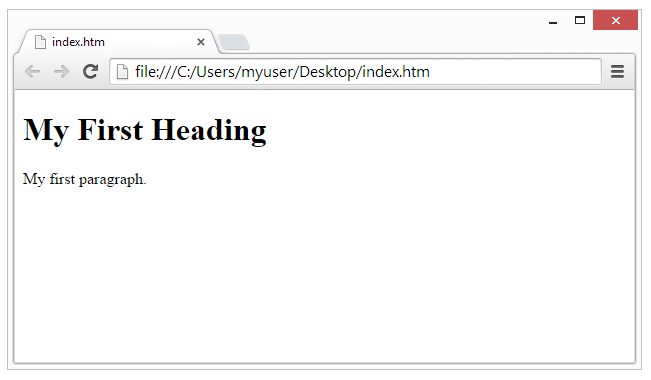 index.htm
file:///C:/Users/myuser/Desktop/index.htm
My First Heading
My first paragraph.